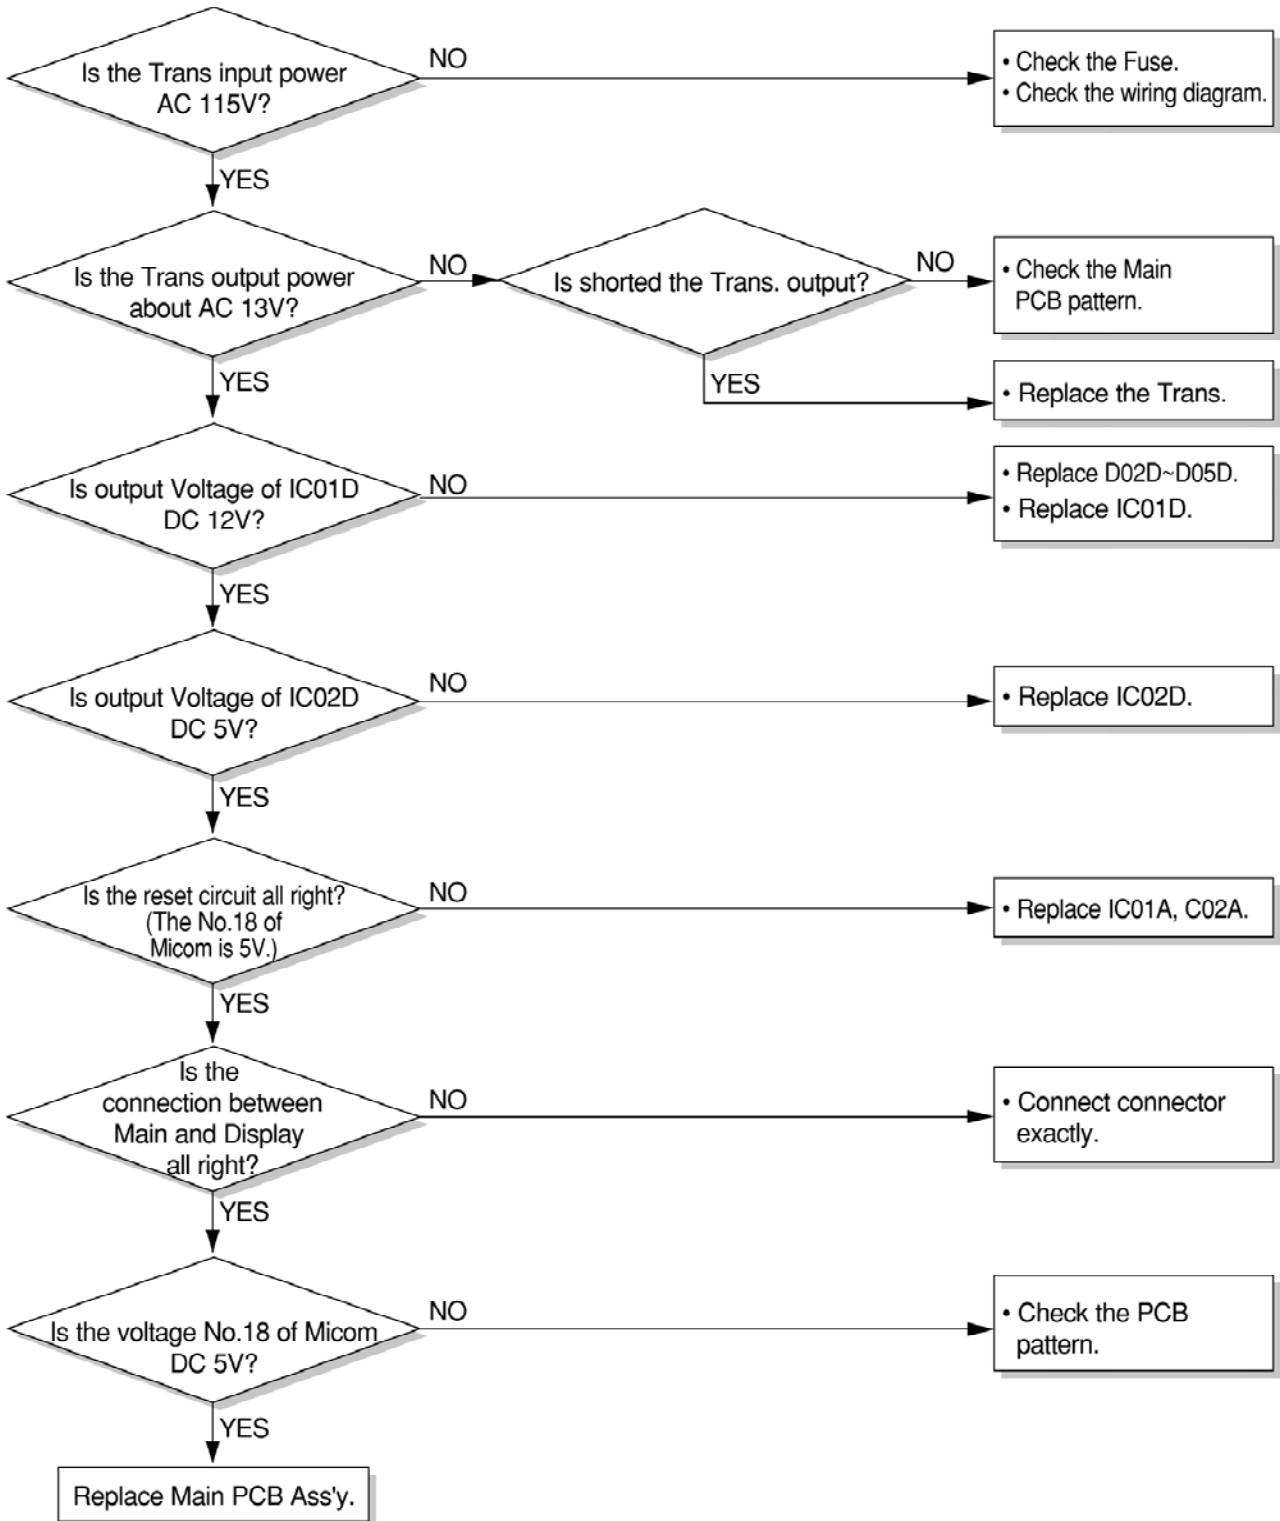 Is the Trans input power
AC 115V?
NO
• Check the Fuse.
• Check the wiring diagram.
YES
Is the Trans output power
about AC 13V?
NO
Is shorted the Trans. output?
NO
• Check the Main
PCB pattern.
YES
• Replace the Trans.
YES
Is output Voltage of IC01D
DC 12V?
NO
• Replace D02D~D05D.
• Replace IC01D.
YES
Is output Voltage of IC02D
DC 5V?
NO
• Replace IC02D.
YES
Is the reset circuit all right?
(The No.18 of
Micom is 5V.)
NO
• Replace IC01A, C02A.
YES
Is the
connection between
Main and Display
all right?
NO
• Connect connector
exactly.
YES
Is the voltage No.18 of Micom
DC 5V?
NO
• Check the PCB
pattern.
YES
Replace Main PCB Ass'y.